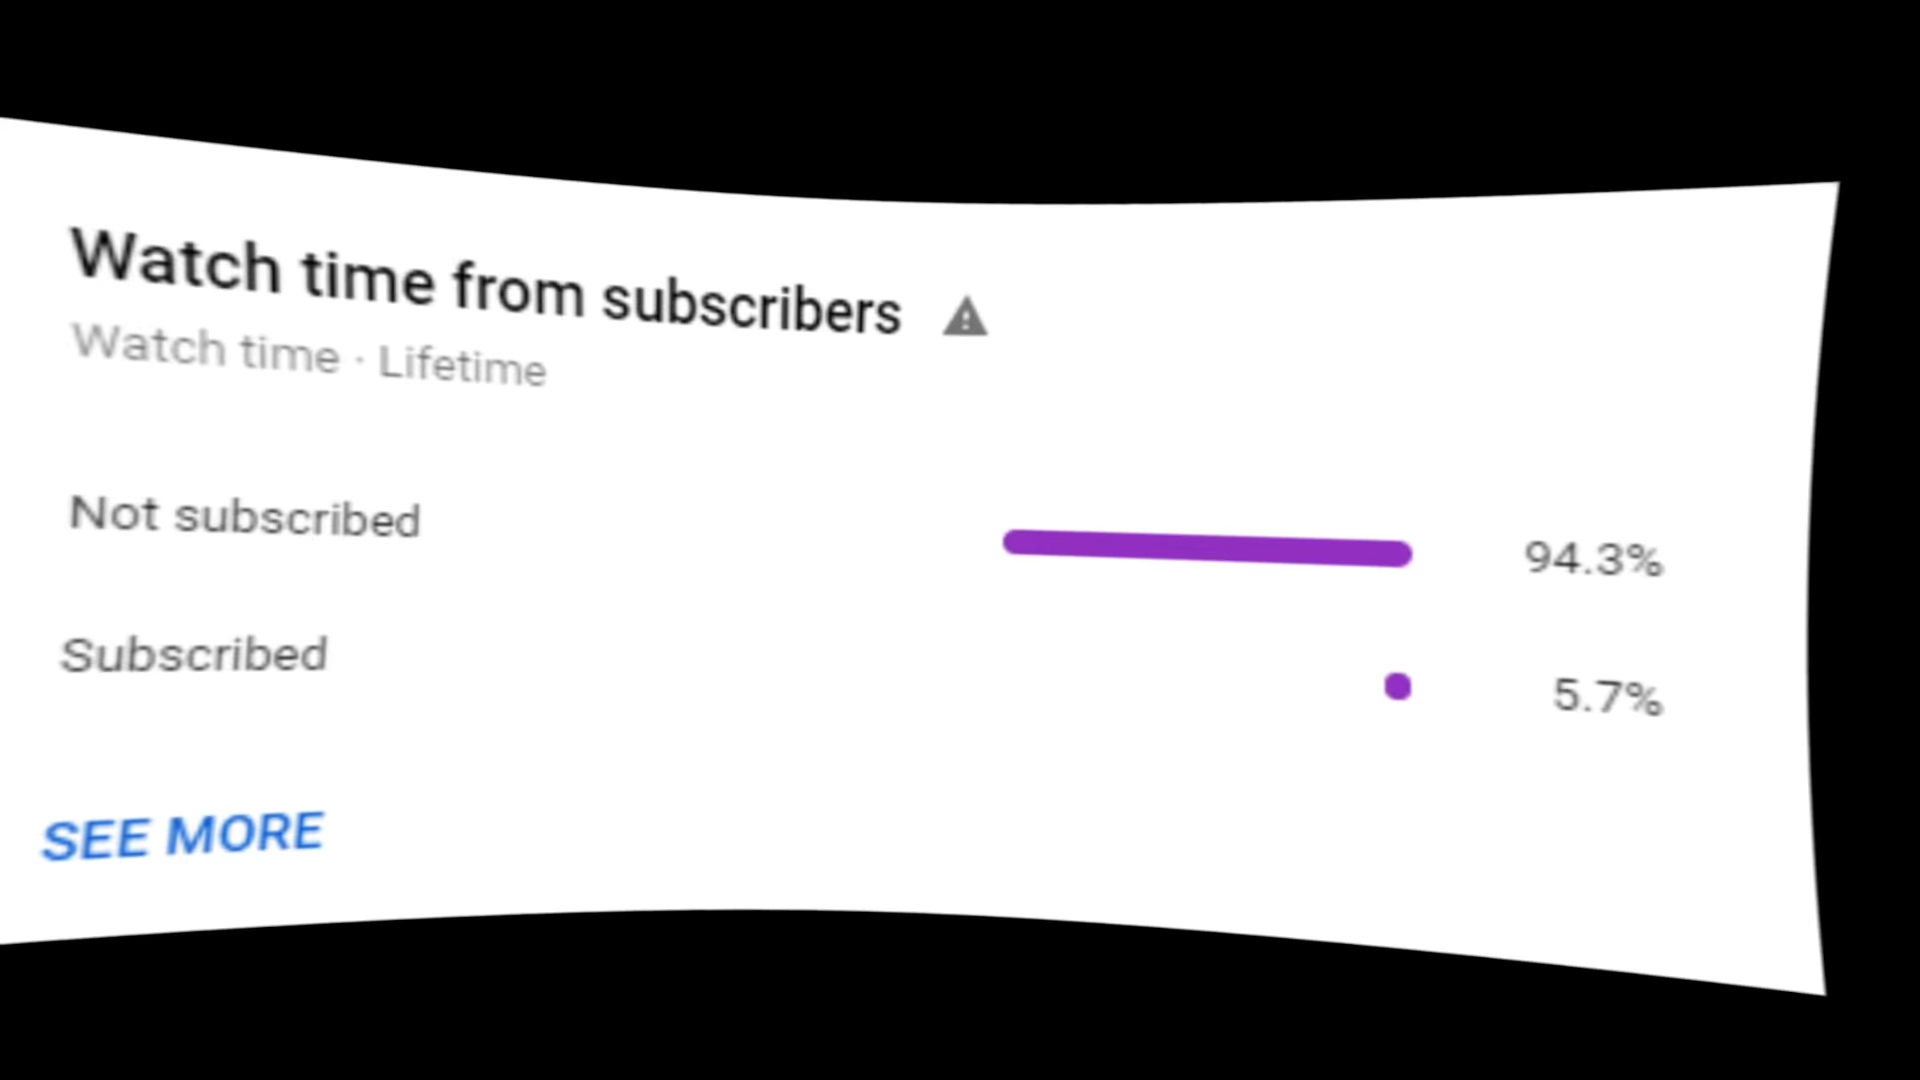 Watch time from subscribers
Watch time · Lifetime
Not subscribed 94.3%
Subscribed 5.7%
SEE MORE